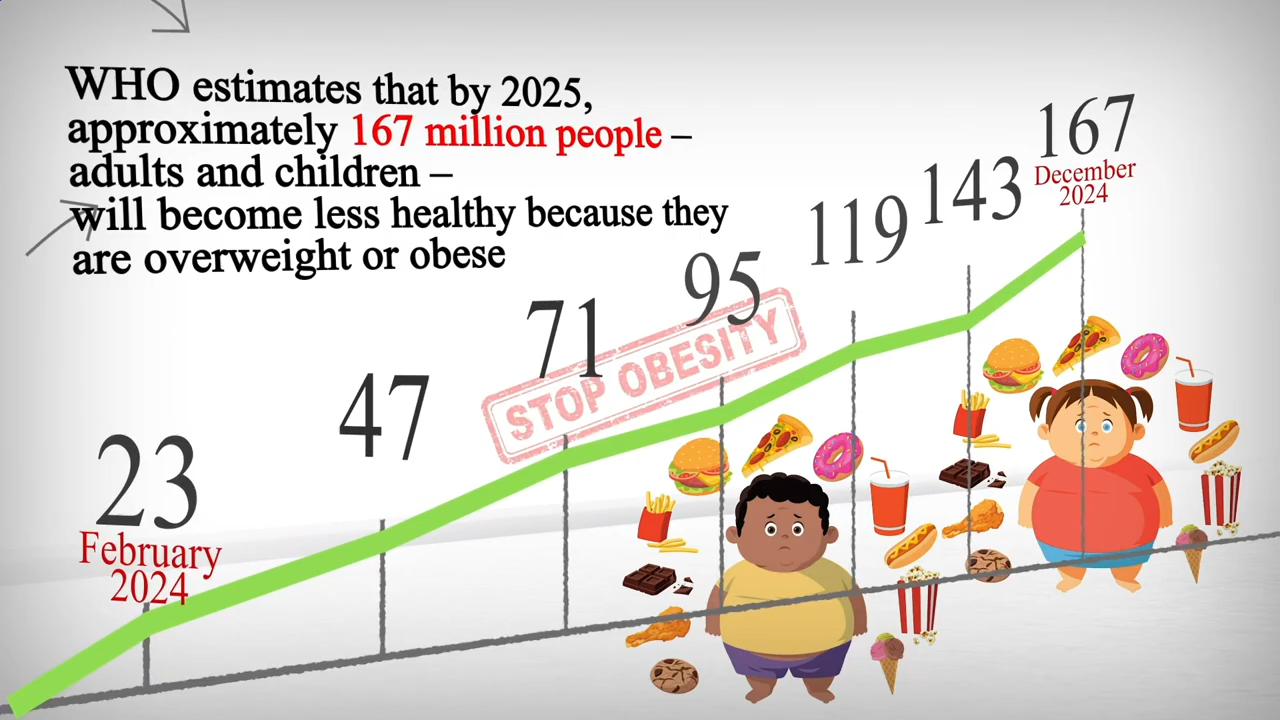 WHO estimates that by 2025,
approximately 167 million people –
adults and children –
will become less healthy because they
are overweight or obese
23
February
2024
47
71
95
119
143
167
December
2024
STOP OBESITY